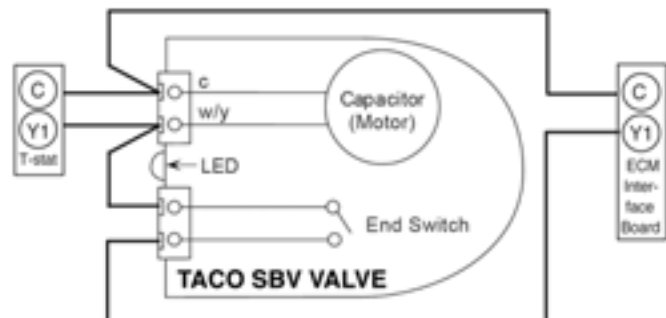 c
C
w/y
Y1
T-stat
Capacitor
(Motor)
LED
End Switch
TACO SBV VALVE
C
Y1
ECM
Inter-
face
Board